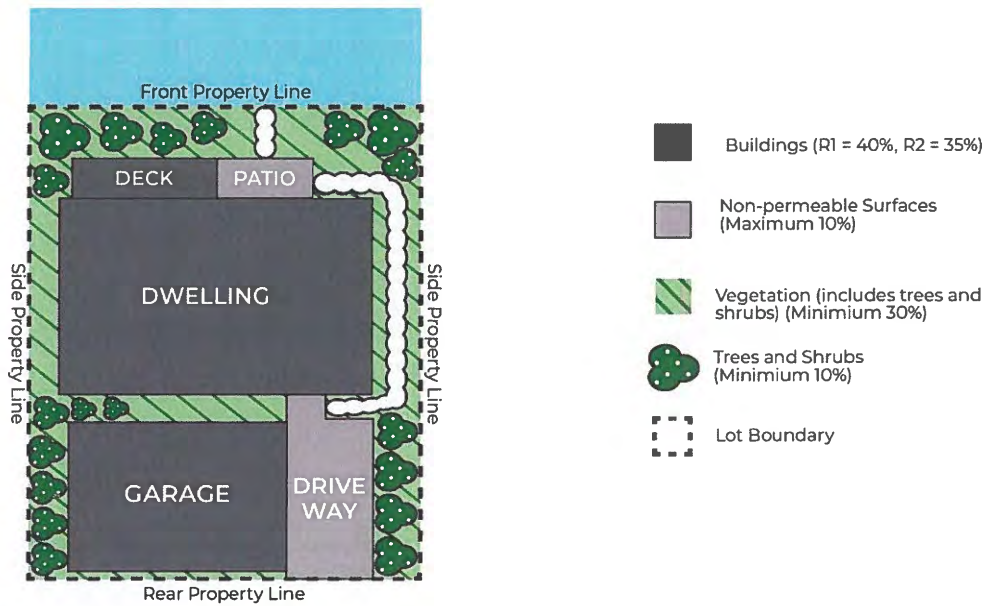 Front Property Line
DECK
PATIO
DWELLING
Side Property Line
Side Property Line
GARAGE
DRIVE
WAY
Rear Property Line
Buildings (R1 = 40%, R2 = 35%)
Non-permeable Surfaces
(Maximum 10%)
Vegetation (includes trees and
shrubs) (Minimum 30%)
Trees and Shrubs
(Minimium 10%)
Lot Boundary